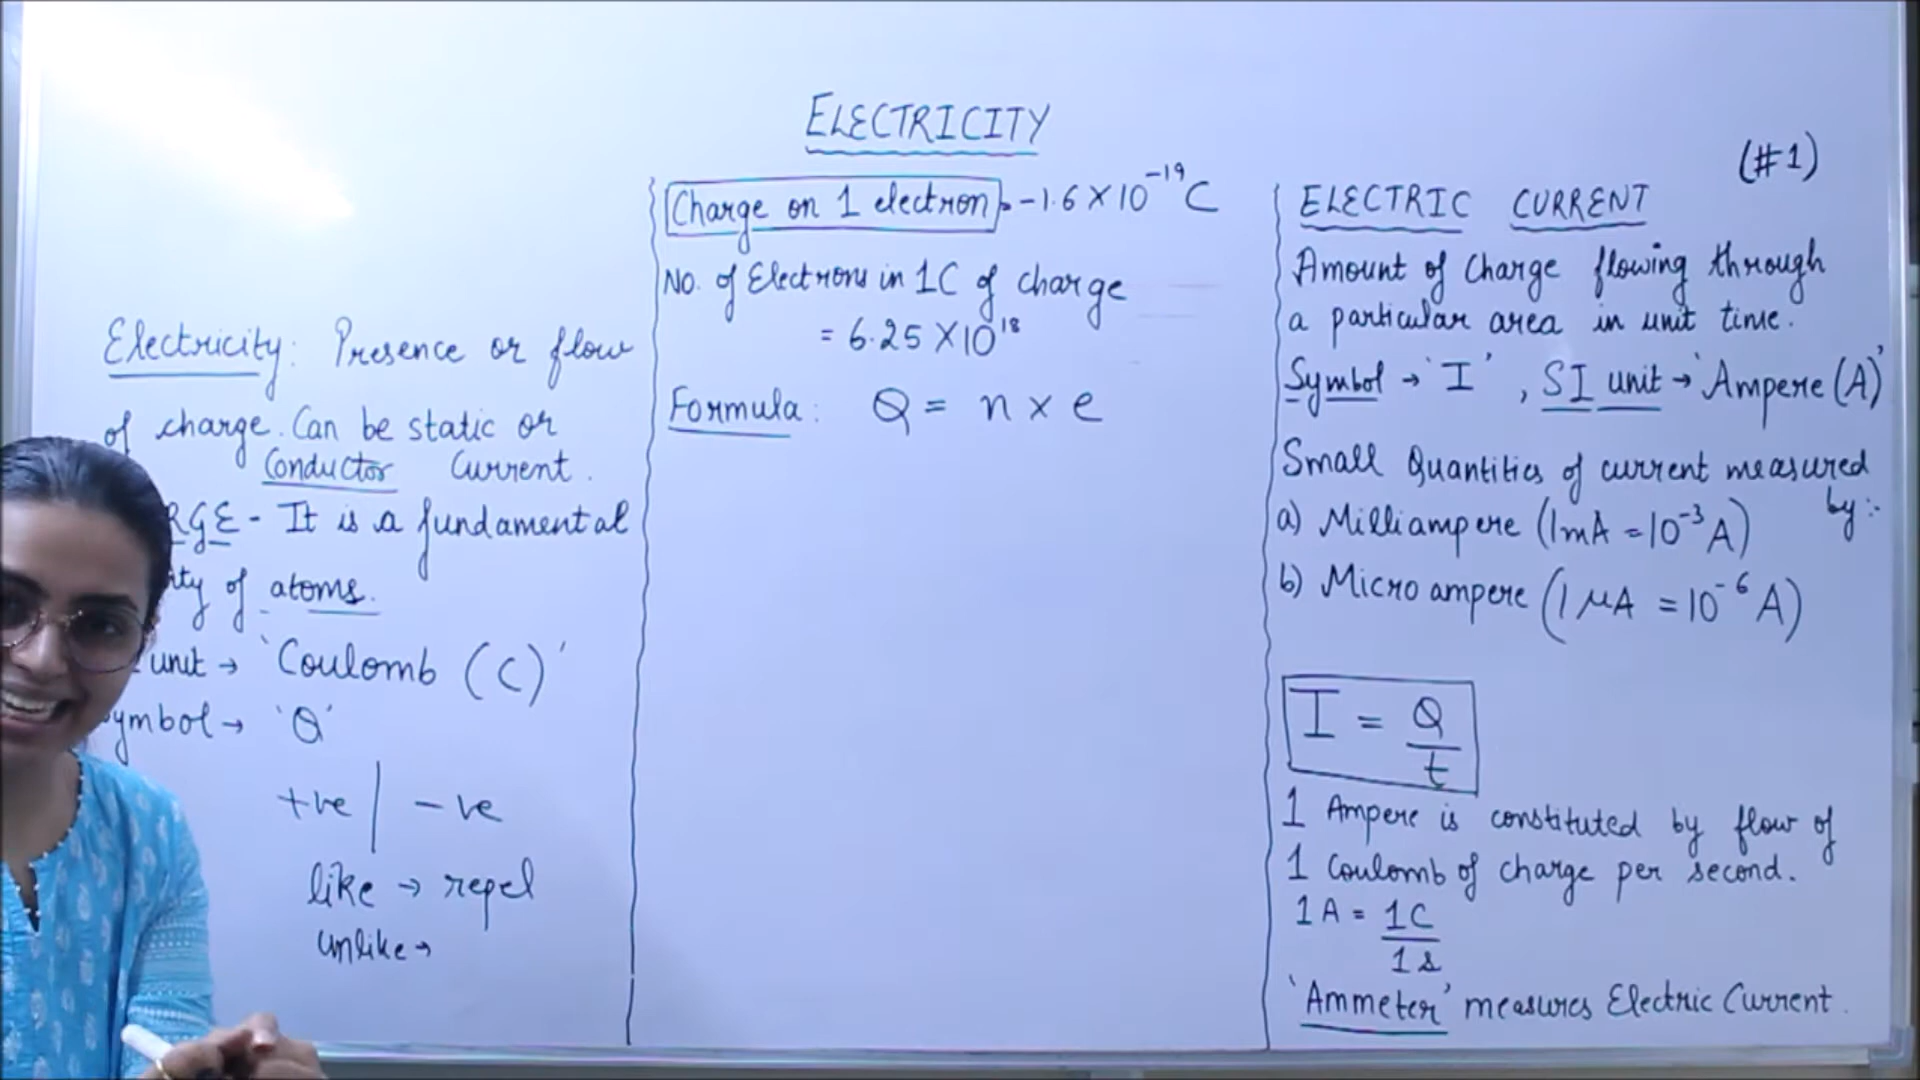 ELECTRICITY
(#1)
Electricity: Presence or flow
of charge. Can be static or
Conductor Current.
RGE - It is a fundamental
ity of atoms.
unit → 'Coulomb (C)'
ymbol → 'Q'
+ve | - ve
like → repel
Unlike →
Charge on 1 electron → -1.6 X 10⁻¹⁹ C
No. of Electrons in 1C of charge
= 6.25 X 10¹⁸
Formula: Q = n x e
ELECTRIC CURRENT
Amount of Charge flowing through
a particular area in unit time.
Symbol → 'I', SI unit → 'Ampere (A)'
Small Quantities of current measured
by:-
a) Milliampere (1mA = 10⁻³ A)
b) Micro ampere (1 μA = 10⁻⁶ A)
I = Q
t
1 Ampere is constituted by flow of
1 Coulomb of charge per second.
1A = 1C
1s
'Ammeter' measures Electric Current.